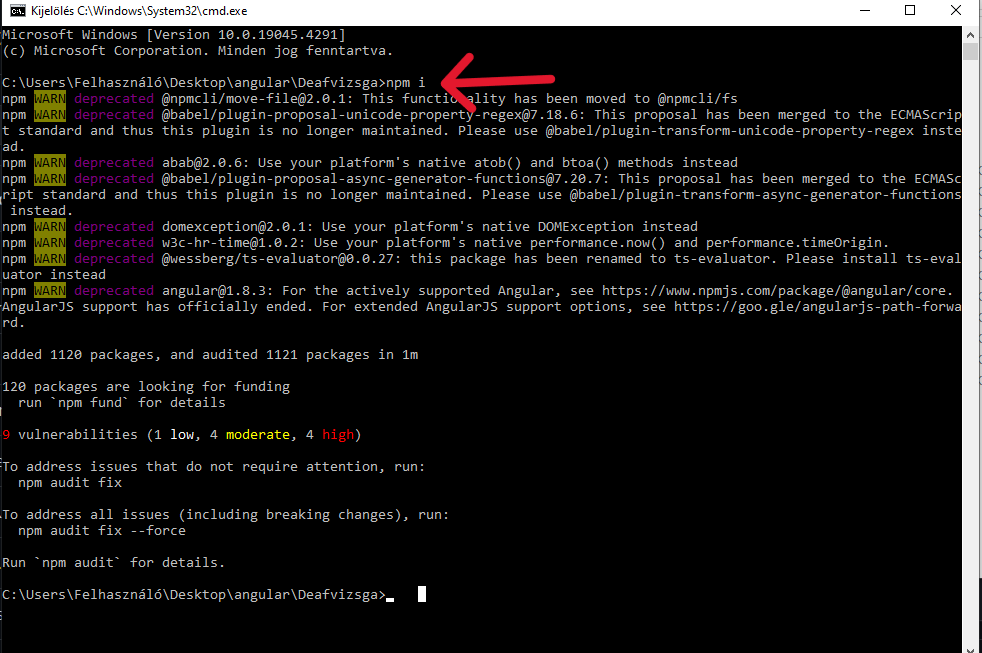 Kijelölés C:\Windows\System32\cmd.exe
Microsoft Windows [Version 10.0.19045.4291]
(c) Microsoft Corporation. Minden jog fenntartva.
C:\Users\Felhasználó\Desktop\angular\Deafvizsga>npm i
npm WARN deprecated @npmcli/move-file@2.0.1: This functionality has been moved to @npmcli/fs
npm WARN deprecated @babel/plugin-proposal-unicode-property-regex@7.18.6: This proposal has been merged to the ECMAScrip
t standard and thus this plugin is no longer maintained. Please use @babel/plugin-transform-unicode-property-regex inste
ad.
npm WARN deprecated abab@2.0.6: Use your platform's native atob() and btoa() methods instead
npm WARN deprecated @babel/plugin-proposal-async-generator-functions@7.20.7: This proposal has been merged to the ECMASc
ript standard and thus this plugin is no longer maintained. Please use @babel/plugin-transform-async-generator-functions
instead.
npm WARN deprecated domexception@2.0.1: Use your platform's native DOMException instead
npm WARN deprecated w3c-hr-time@1.0.2: Use your platform's native performance.now() and performance.timeOrigin.
npm WARN deprecated @wessberg/ts-evaluator@0.0.27: this package has been renamed to ts-evaluator. Please install ts-eval
uator instead
npm WARN deprecated angular@1.8.3: For the actively supported Angular, see https://www.npmjs.com/package/@angular/core.
AngularJS support has officially ended. For extended AngularJS support options, see https://goo.gle/angularjs-path-forwa
rd.
added 1120 packages, and audited 1121 packages in 1m
120 packages are looking for funding
run `npm fund` for details
9 vulnerabilities (1 low, 4 moderate, 4 high)
To address issues that do not require attention, run:
npm audit fix
To address all issues (including breaking changes), run:
npm audit fix --force
Run `npm audit` for details.
C:\Users\Felhasználó\Desktop\angular\Deafvizsga>